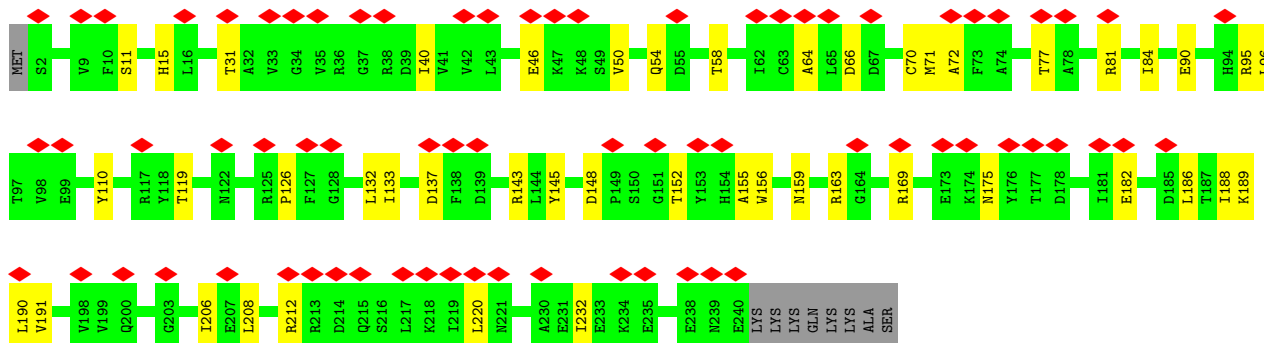 MET S2 V9 F10 S11 H15 L16 T31 A32 V33 G34 V35 R36 G37 R38 D39 I40 V41 V42 L43 E46 K47 K48 S49 V50 Q54 D55 T58 I62 C63 A64 L65 D66 D67 C70 M71 A72 F73 A74 T77 A78 R81 I84 E90 H94 R95 L96
T97 V98 E99 Y110 R117 Y118 T119 N122 R125 P126 F127 G128 L132 I133 D137 F138 D139 R143 L144 Y145 D148 P149 S150 G151 T152 Y153 H154 A155 W156 N159 R163 G164 R169 E173 K174 N175 Y176 T177 D178 I181 E182 D185 L186 T187 I188 K189
L190 V191 V198 V199 Q200 G203 I206 E207 L208 R212 R213 D214 Q215 S216 L217 K218 I219 L220 N221 A230 E231 I232 E233 K234 E235 E238 N239 E240 LYS LYS LYS GLN LYS LYS ALA SER